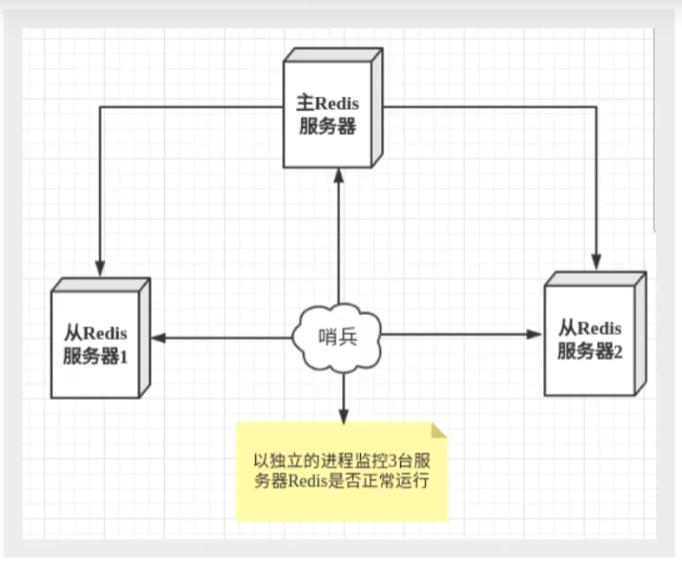 主Redis
服务器
从Redis
服务器1
哨兵
从Redis
服务器2
以独立的进程监控3台服
务器Redis是否正常运行